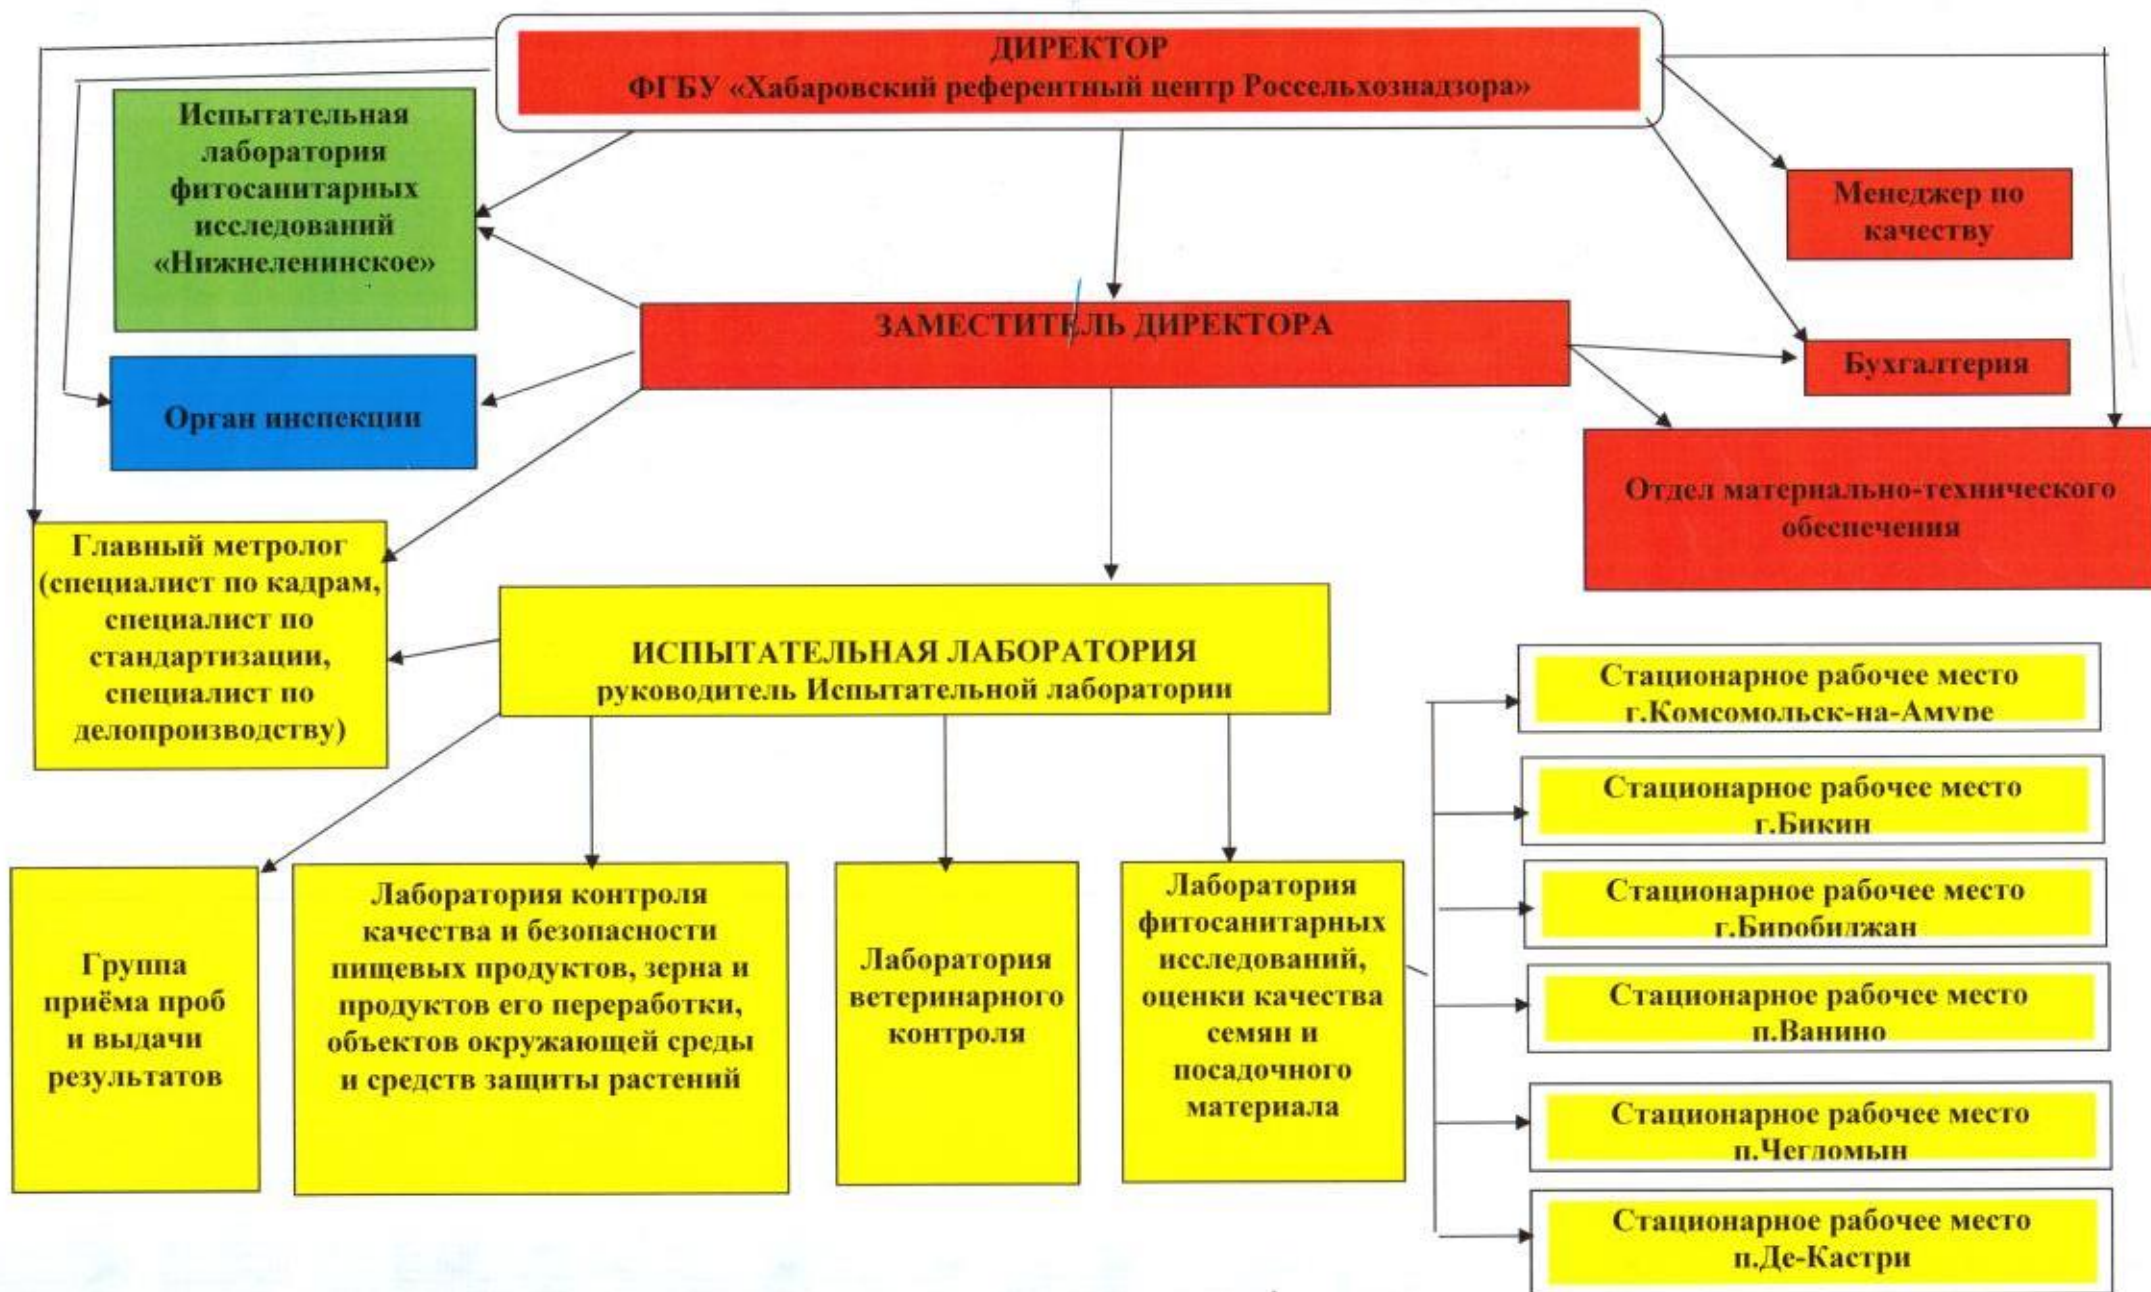 ДИРЕКТОР
ФГБУ «Хабаровский референтный центр Россельхознадзора»
Испытательная
лаборатория
фитосанитарных
исследований
«Нижнеленинское»
Менеджер по
качеству
ЗАМЕСТИТЕЛЬ ДИРЕКТОРА
Бухгалтерия
Орган инспекции
Отдел материально-технического
обеспечения
Главный метролог
(специалист по кадрам,
специалист по
стандартизации,
специалист по
делопроизводству)
ИСПЫТАТЕЛЬНАЯ ЛАБОРАТОРИЯ
руководитель Испытательной лаборатории
Группа
приёма проб
и выдачи
результатов
Лаборатория контроля
качества и безопасности
пищевых продуктов, зерна и
продуктов его переработки,
объектов окружающей среды
и средств защиты растений
Лаборатория
ветеринарного
контроля
Лаборатория
фитосанитарных
исследований,
оценки качества
семян и
посадочного
материала
Стационарное рабочее место
г.Комсомольск-на-Амуре
Стационарное рабочее место
г.Бикин
Стационарное рабочее место
г.Биробиджан
Стационарное рабочее место
п.Ванино
Стационарное рабочее место
п.Чегдомын
Стационарное рабочее место
п.Де-Кастри